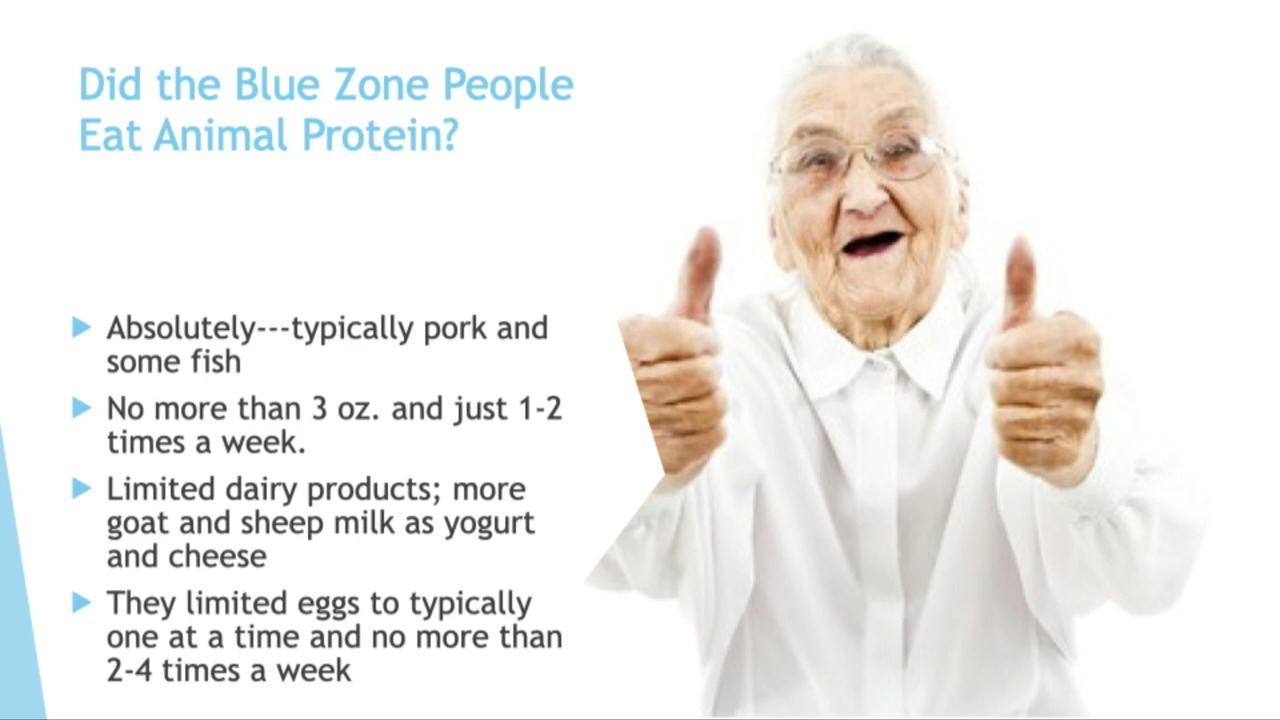 Did the Blue Zone People
Eat Animal Protein?
Absolutely---typically pork and
some fish
No more than 3 oz. and just 1-2
times a week.
Limited dairy products; more
goat and sheep milk as yogurt
and cheese
They limited eggs to typically
one at a time and no more than
2-4 times a week